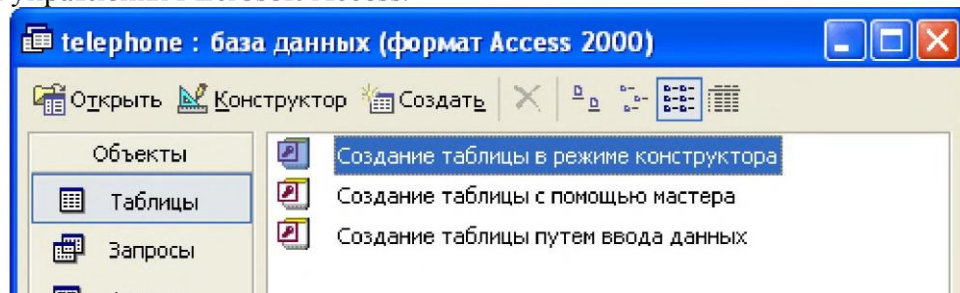 telephone : база данных (формат Access 2000)
Открыть Конструктор Создать
Объекты
Создание таблицы в режиме конструктора
Таблицы
Создание таблицы с помощью мастера
Запросы
Создание таблицы путем ввода данных